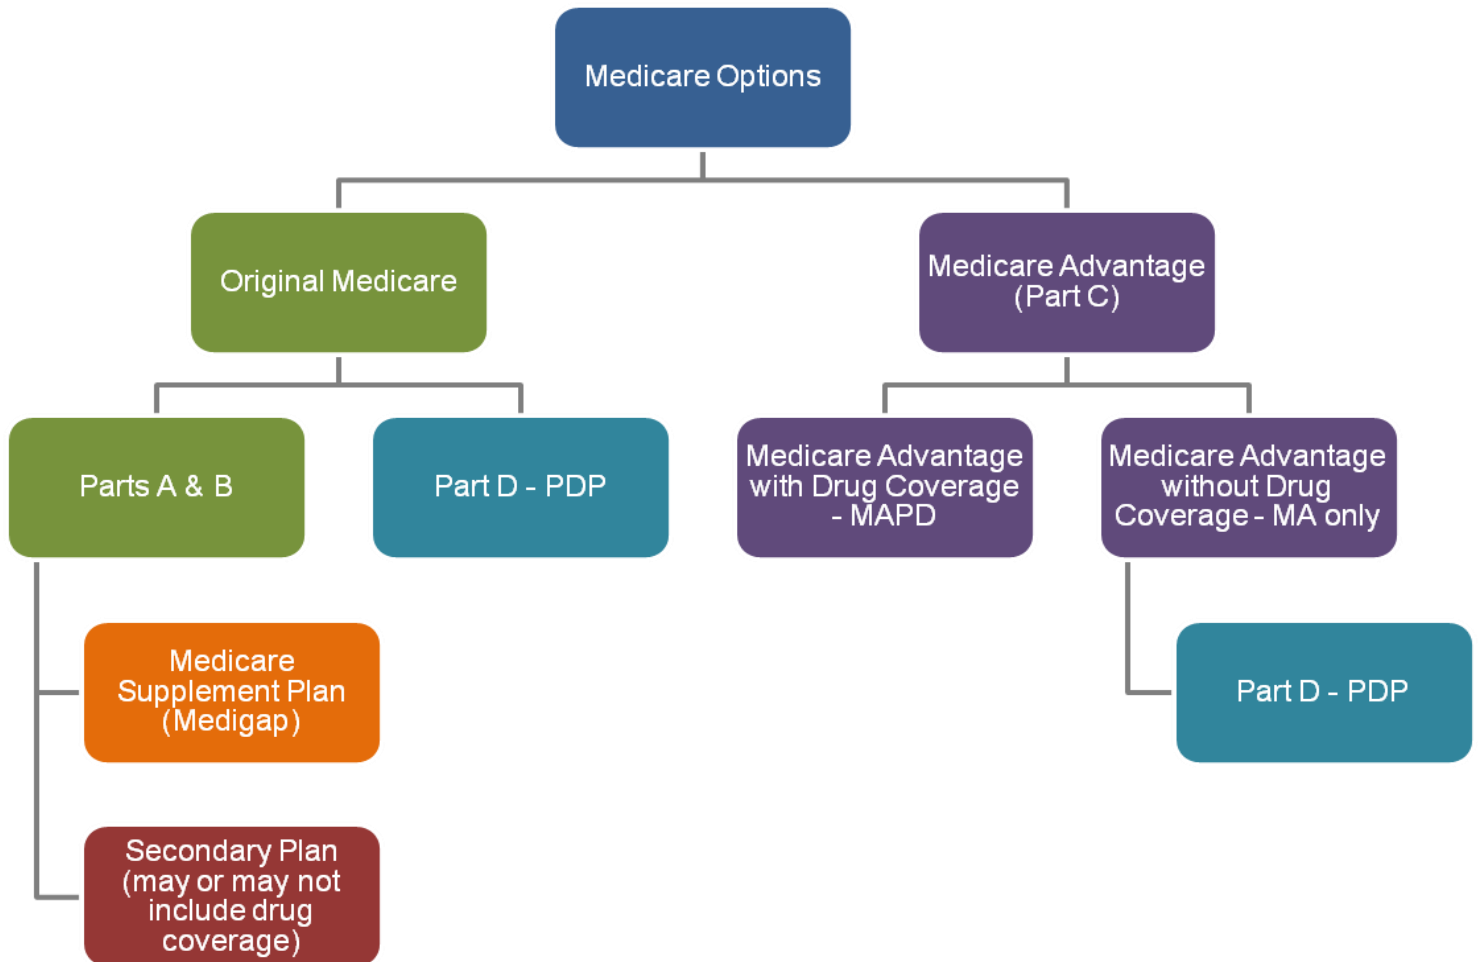 Medicare Options
Original Medicare
Medicare Advantage
(Part C)
Parts A & B
Part D - PDP
Medicare Advantage
with Drug Coverage
- MAPD
Medicare Advantage
without Drug
Coverage - MA only
Medicare
Supplement Plan
(Medigap)
Part D - PDP
Secondary Plan
(may or may not
include drug
coverage)